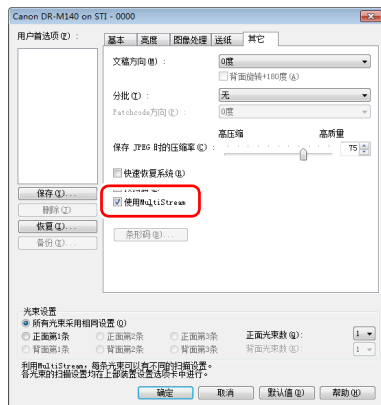 Canon DR-M140 on STI - 0000
用户首选项(P):
基本 亮度 图像处理 送纸 其它
文稿方向(M): 0度
背面旋转+180度(A)
分批(T): 无
Patchcode方向(P): 0度
高压缩 高质量
保存 JPEG 时的压缩率(C): 75
快速恢复系统(R)
使用MultiStream
条形码(B)...
保存(I)...
删除(J)
恢复(Z)...
备份(X)...
光束设置
所有光束采用相同设置(O)
正面第1条 正面第2条 正面第3条 正面光束数(Q): 1
背面第1条 背面第2条 背面第3条 背面光束数(E): 1
利用MultiStream，每条光束可以有不同的扫描设置。
各光束的扫描设置均在上部装置设置选项卡中进行。
确定 取消 默认值(D) 帮助(H)